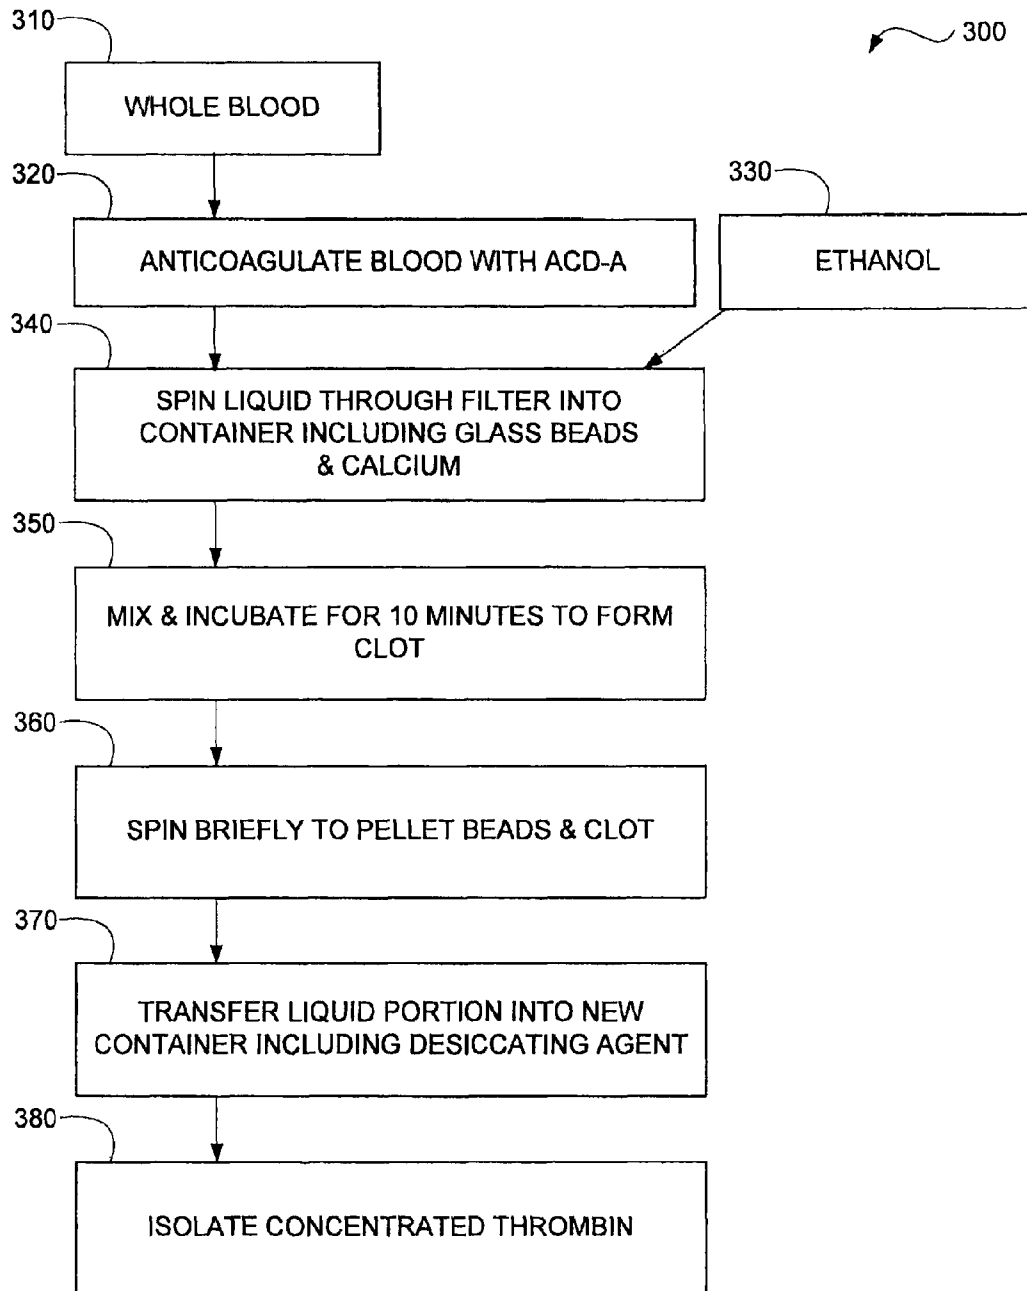 310
300
WHOLE BLOOD
320
330
ANTICOAGULATE BLOOD WITH ACD-A
ETHANOL
340
SPIN LIQUID THROUGH FILTER INTO
CONTAINER INCLUDING GLASS BEADS
& CALCIUM
350
MIX & INCUBATE FOR 10 MINUTES TO FORM
CLOT
360
SPIN BRIEFLY TO PELLET BEADS & CLOT
370
TRANSFER LIQUID PORTION INTO NEW
CONTAINER INCLUDING DESICCATING AGENT
380
ISOLATE CONCENTRATED THROMBIN